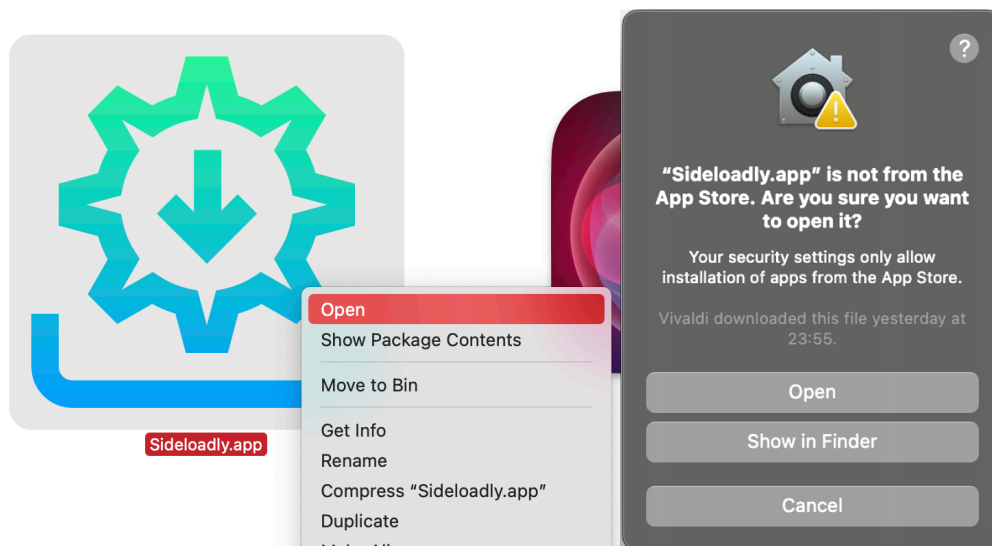 Sideloadly.app
Open
Show Package Contents
Move to Bin
Get Info
Rename
Compress “Sideloadly.app”
Duplicate
?
“Sideloadly.app” is not from the
App Store. Are you sure you want
to open it?
Your security settings only allow
installation of apps from the App Store.
Vivaldi downloaded this file yesterday at
23:55.
Open
Show in Finder
Cancel